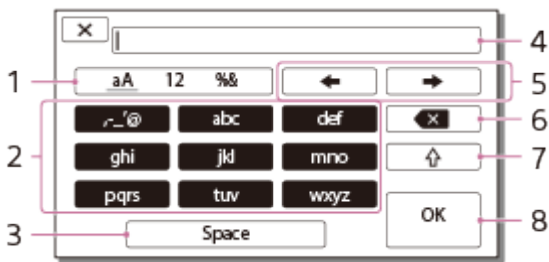 4
1 aA 12 %& 5
,-_'@ abc def 6
2 ghi jkl mno 7
pqrs tuv wxyz
OK 8
3 Space